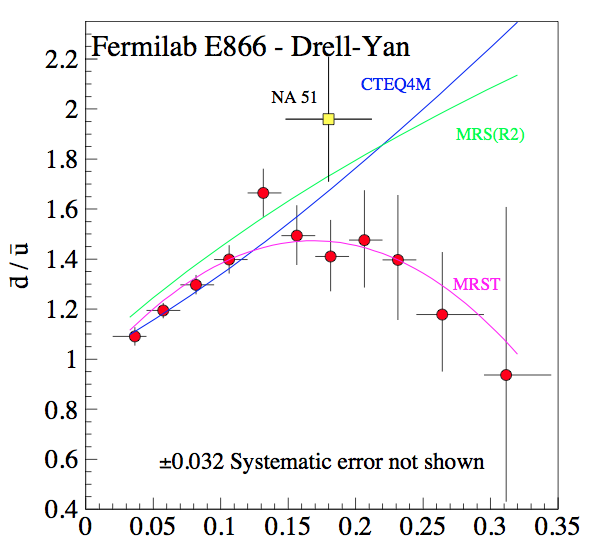 Fermilab E866 - Drell-Yan
NA 51
CTEQ4M
MRS(R2)
MRST
±0.032 Systematic error not shown
d̄ / ū
2.2
2
1.8
1.6
1.4
1.2
1
0.8
0.6
0.4
0 0.05 0.1 0.15 0.2 0.25 0.3 0.35